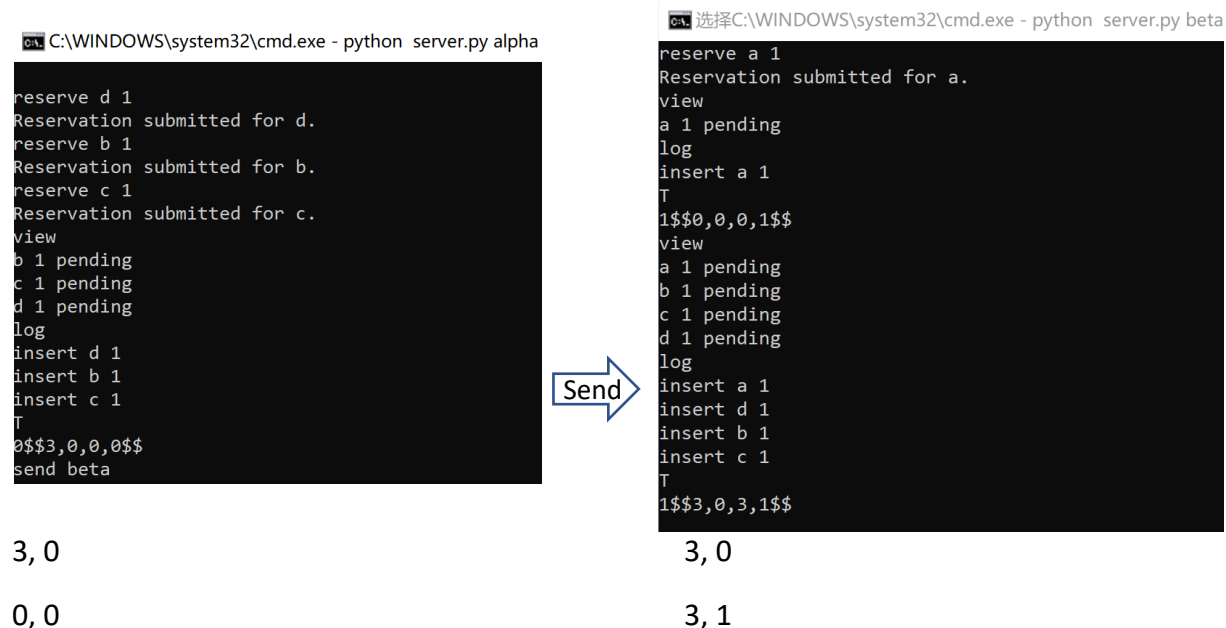 C:\WINDOWS\system32\cmd.exe - python  server.py alpha
reserve d 1
Reservation submitted for d.
reserve b 1
Reservation submitted for b.
reserve c 1
Reservation submitted for c.
view
b 1 pending
c 1 pending
d 1 pending
log
insert d 1
insert b 1
insert c 1
T
0$$3,0,0,0$$
send beta
3, 0
0, 0
Send
选择C:\WINDOWS\system32\cmd.exe - python  server.py beta
reserve a 1
Reservation submitted for a.
view
a 1 pending
log
insert a 1
T
1$$0,0,0,1$$
view
a 1 pending
b 1 pending
c 1 pending
d 1 pending
log
insert a 1
insert d 1
insert b 1
insert c 1
T
1$$3,0,3,1$$
3, 0
3, 1